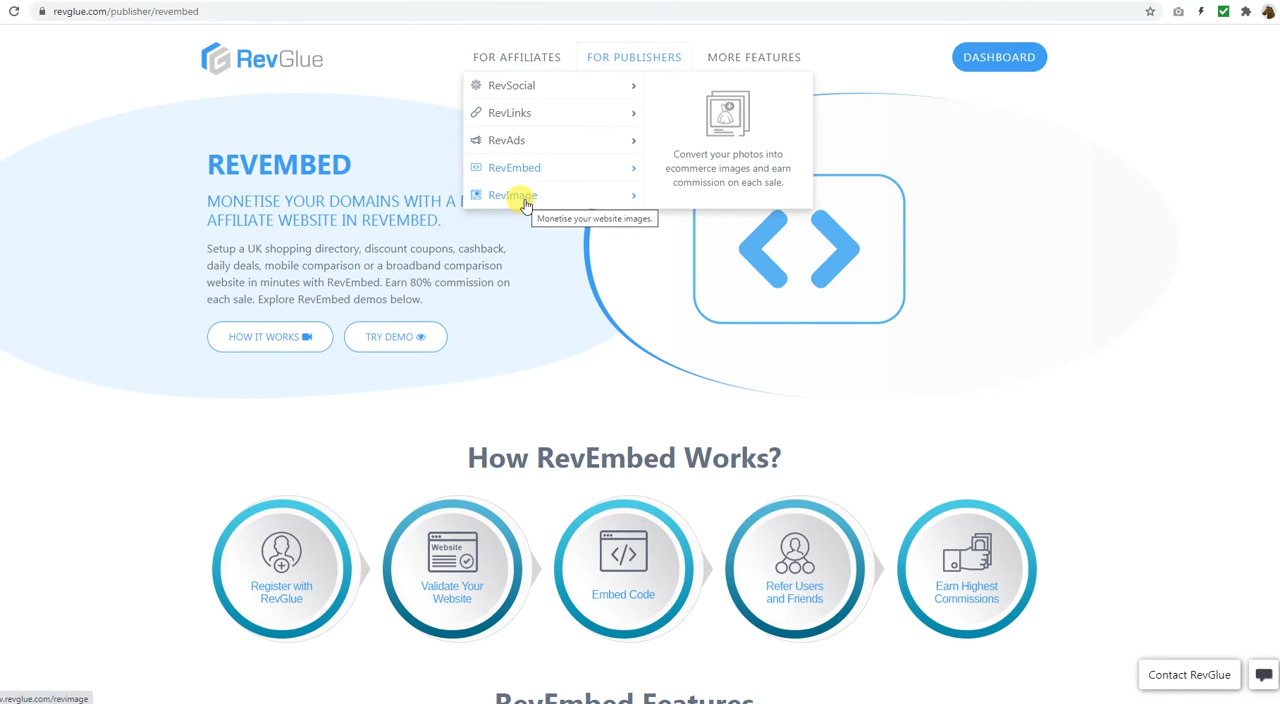 revglue.com/publisher/revembed
RevGlue
FOR AFFILIATES
FOR PUBLISHERS
MORE FEATURES
DASHBOARD
RevSocial
RevLinks
RevAds
RevEmbed
RevImage
Convert your photos into
ecommerce images and earn
commission on each sale.
Monetise your website images.
REVEMBED
MONETISE YOUR DOMAINS WITH A
AFFILIATE WEBSITE IN REVEMBED.
Setup a UK shopping directory, discount coupons, cashback,
daily deals, mobile comparison or a broadband comparison
website in minutes with RevEmbed. Earn 80% commission on
each sale. Explore RevEmbed demos below.
HOW IT WORKS
TRY DEMO
How RevEmbed Works?
Website
Register with
RevGlue
Validate Your
Website
Embed Code
Refer Users
and Friends
Earn Highest
Commissions
RevEmbed Features
Contact RevGlue
w.revglue.com/revimage